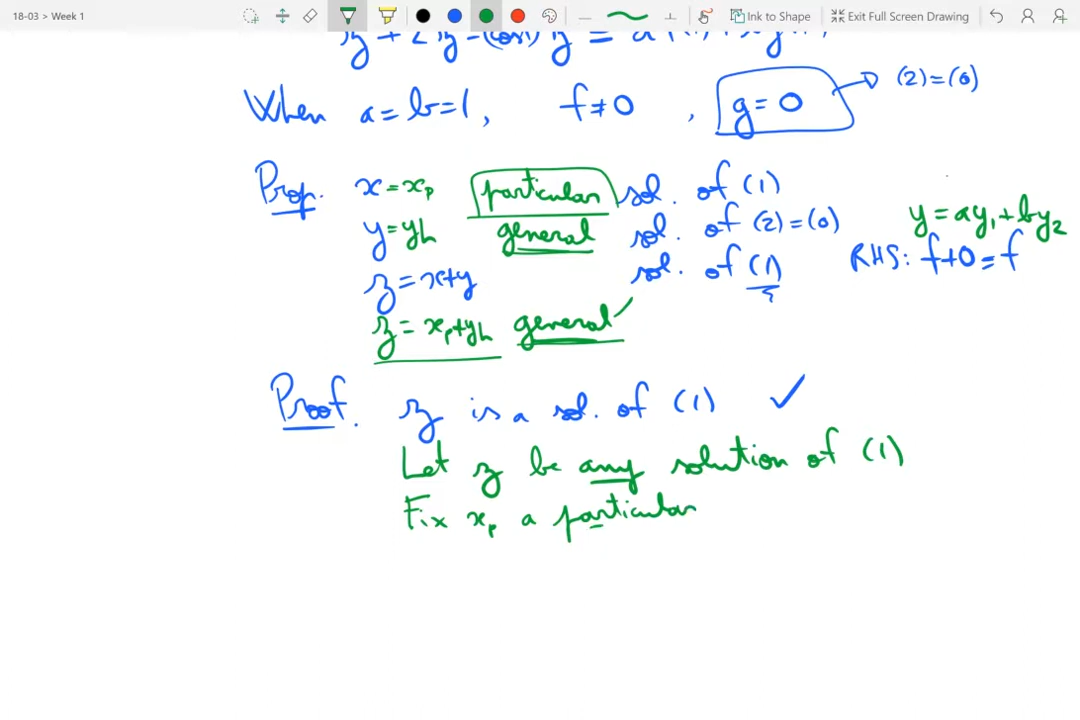 18-03 > Week 1
Ink to Shape
Exit Full Screen Drawing
When a = b = 1, f ≠ 0, g = 0 → (2) = (0)
Prop. x = xp particular sol. of (1)
y = yh general sol. of (2) = (0)
z = x+y sol. of (1)
z = xp+yh general ✓
y = ay1 + by2
RHS: f+0 = f
Proof. z is a sol. of (1) ✓
Let z be any solution of (1)
Fix xp a particular